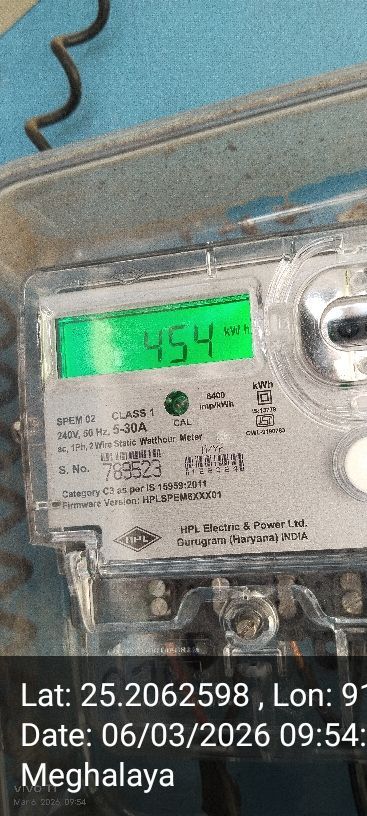 454 kWh
SPEM 02 CLASS 1 CAL 6400 imp/kWh kWh
240V, 50 Hz, 5-30A IS:13779
ac, 1Ph, 2 Wire Static Watthour Meter
S. No. 789523
Category C3 as per IS 15959:2011
Firmware Version: HPLSPEM6XXX01
HPL HPL Electric & Power Ltd.
Gurugram (Haryana) INDIA
Lat: 25.2062598 , Lon: 91
Date: 06/03/2026 09:54:
Meghalaya
Mar 6, 2026, 09:54